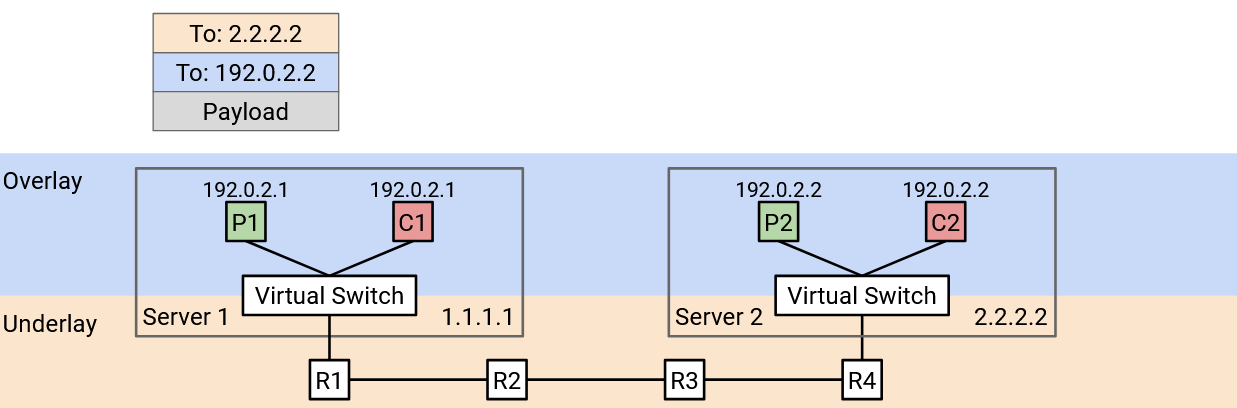 To: 2.2.2.2
To: 192.0.2.2
Payload
Overlay
192.0.2.1
192.0.2.1
192.0.2.2
192.0.2.2
P1
C1
P2
C2
Virtual Switch
Virtual Switch
Underlay
Server 1
1.1.1.1
Server 2
2.2.2.2
R1
R2
R3
R4